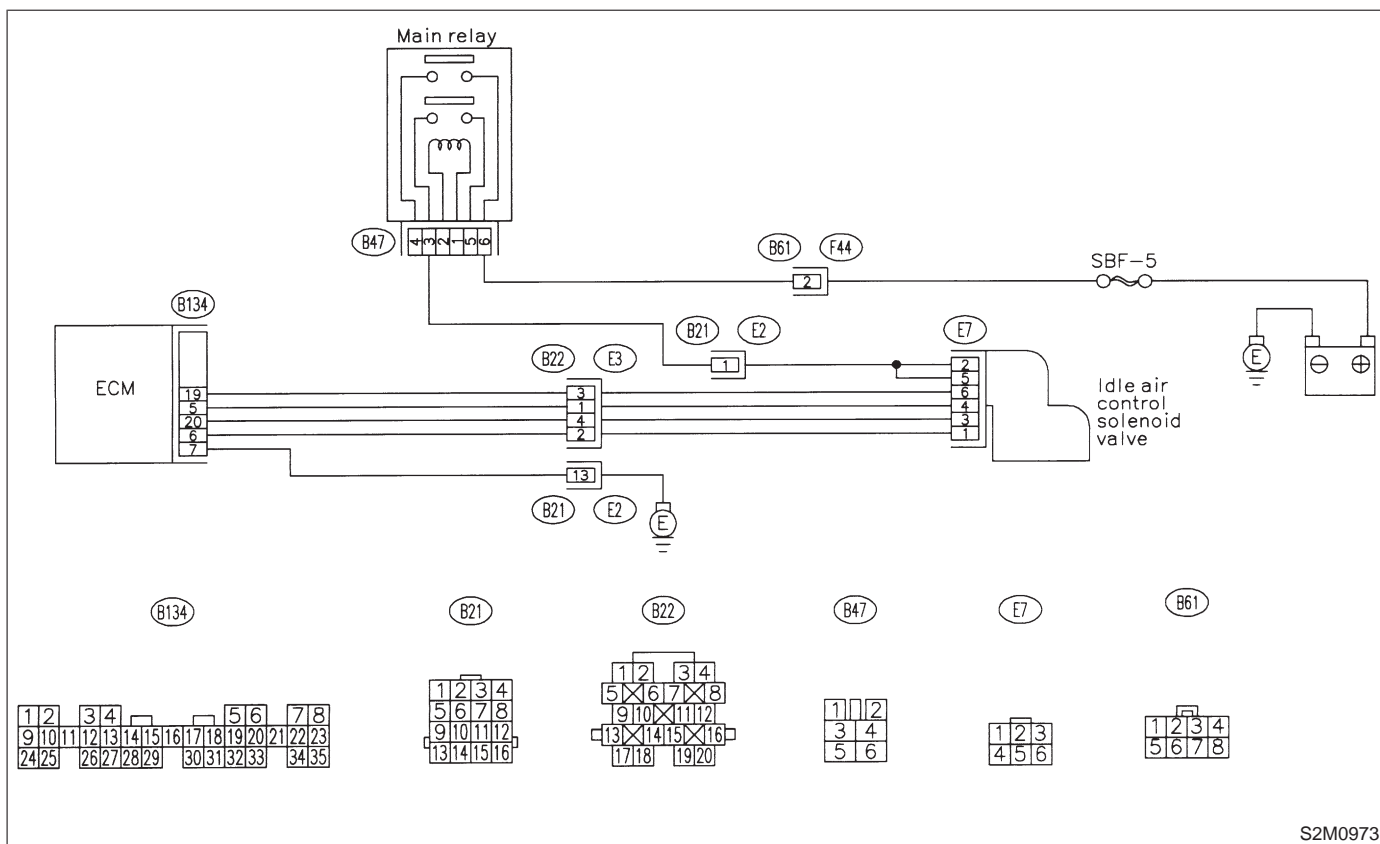 Main relay
B47
4 3 2 1 5 6
B61 F44
2
SBF-5
B134
B21 E2
1
E7
B22 E3
ECM
19
5
20
6
7
3
1
4
2
2
5
6
4
3
1
E
Idle air
control
solenoid
valve
13
B21 E2
E
B134
1 2 3 4 5 6 7 8
9 10 11 12 13 14 15 16 17 18 19 20 21 22 23
24 25 26 27 28 29 30 31 32 33 34 35
B21
1 2 3 4
5 6 7 8
9 10 11 12
13 14 15 16
B22
1 2 3 4
5 6 7 8
9 10 11 12
13 14 15 16
17 18 19 20
B47
1 2
3 4
5 6
E7
1 2 3
4 5 6
B61
1 2 3 4
5 6 7 8
S2M0973